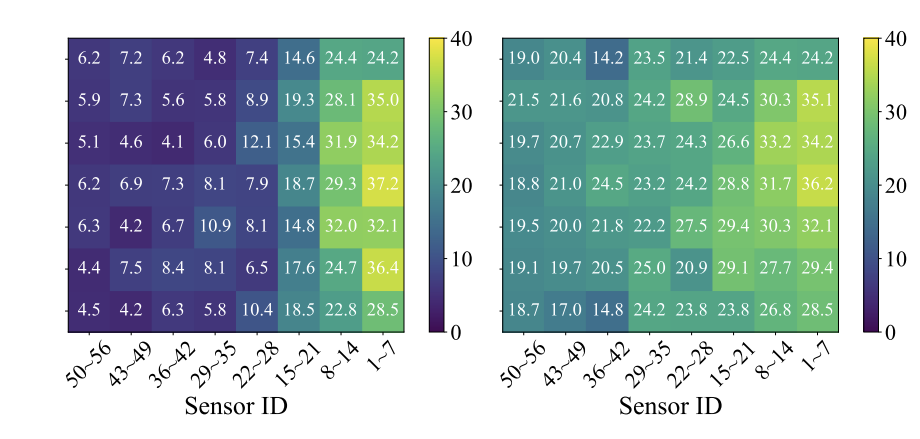 6.2 7.2 6.2 4.8 7.4 14.6 24.4 24.2
5.9 7.3 5.6 5.8 8.9 19.3 28.1 35.0
5.1 4.6 4.1 6.0 12.1 15.4 31.9 34.2
6.2 6.9 7.3 8.1 7.9 18.7 29.3 37.2
6.3 4.2 6.7 10.9 8.1 14.8 32.0 32.1
4.4 7.5 8.4 8.1 6.5 17.6 24.7 36.4
4.5 4.2 6.3 5.8 10.4 18.5 22.8 28.5
50~56 43~49 36~42 29~35 22~28 15~21 8~14 1~7
Sensor ID
40
30
20
10
0
19.0 20.4 14.2 23.5 21.4 22.5 24.4 24.2
21.5 21.6 20.8 24.2 28.9 24.5 30.3 35.1
19.7 20.7 22.9 23.7 24.3 26.6 33.2 34.2
18.8 21.0 24.5 23.2 24.2 28.8 31.7 36.2
19.5 20.0 21.8 22.2 27.5 29.4 30.3 32.1
19.1 19.7 20.5 25.0 20.9 29.1 27.7 29.4
18.7 17.0 14.8 24.2 23.8 23.8 26.8 28.5
50~56 43~49 36~42 29~35 22~28 15~21 8~14 1~7
Sensor ID
40
30
20
10
0